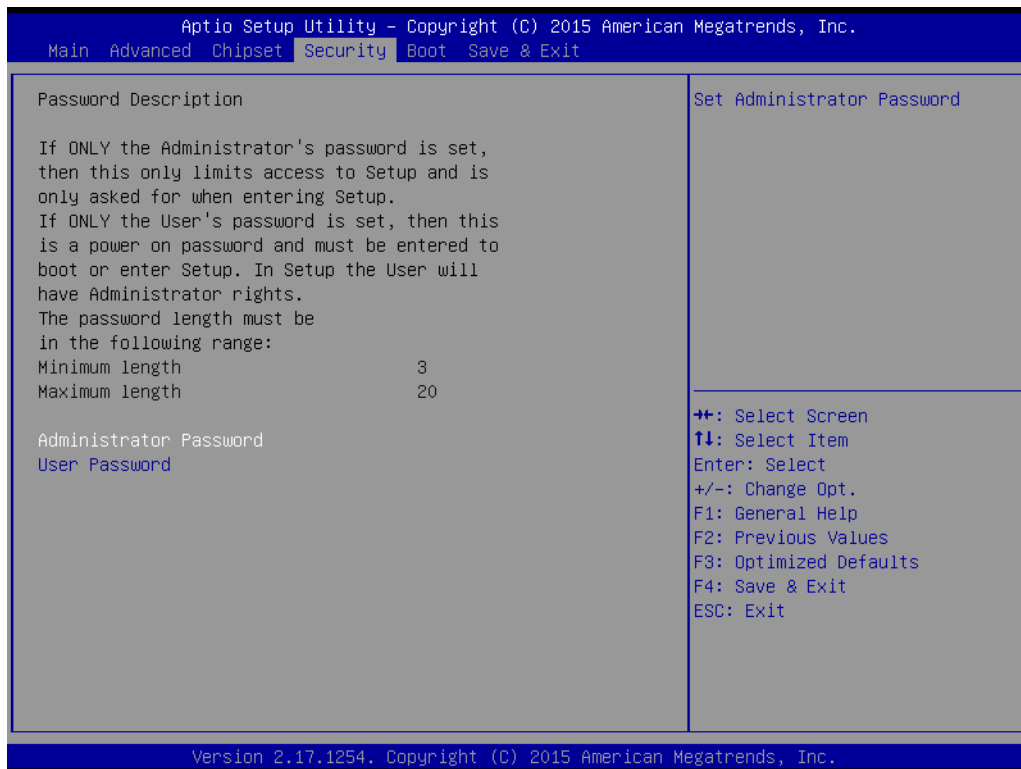 Aptio Setup Utility – Copyright (C) 2015 American Megatrends, Inc.
Main Advanced Chipset Security Boot Save & Exit
Password Description
If ONLY the Administrator's password is set,
then this only limits access to Setup and is
only asked for when entering Setup.
If ONLY the User's password is set, then this
is a power on password and must be entered to
boot or enter Setup. In Setup the User will
have Administrator rights.
The password length must be
in the following range:
Minimum length 3
Maximum length 20
Administrator Password
User Password
Set Administrator Password
→←: Select Screen
↑↓: Select Item
Enter: Select
+/-: Change Opt.
F1: General Help
F2: Previous Values
F3: Optimized Defaults
F4: Save & Exit
ESC: Exit
Version 2.17.1254. Copyright (C) 2015 American Megatrends, Inc.